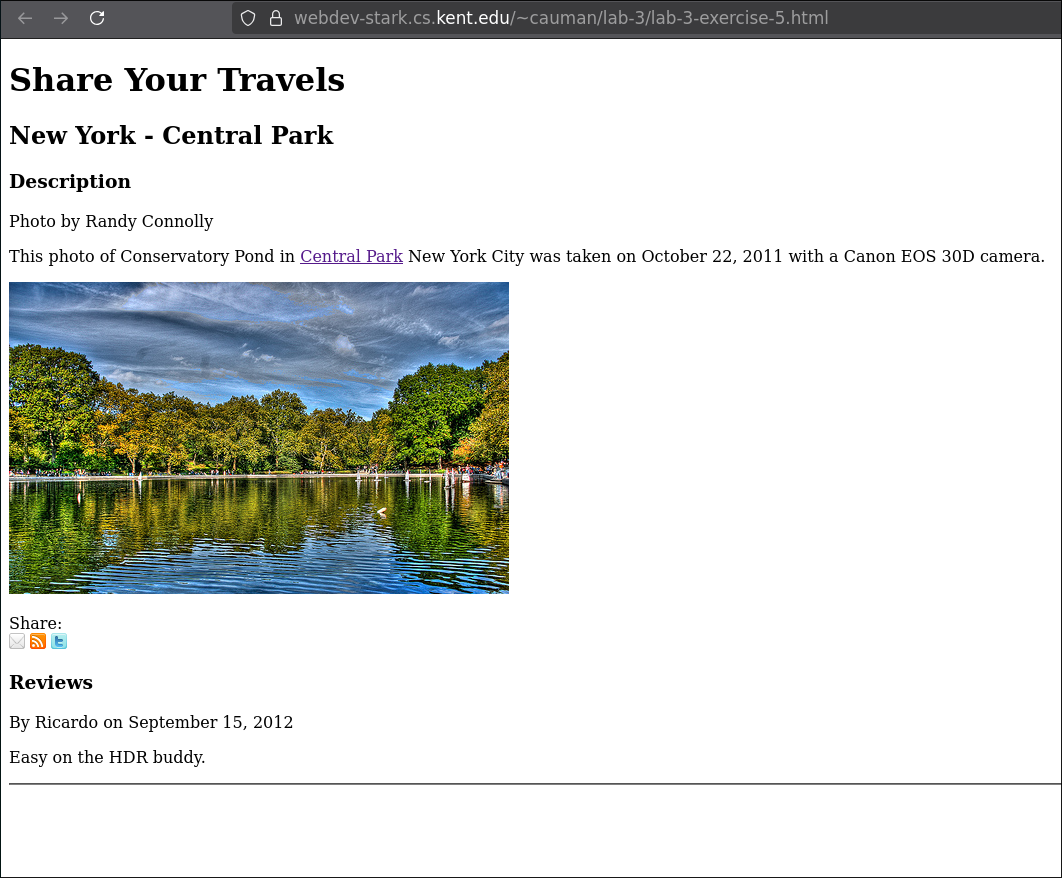 webdev-stark.cs.kent.edu/~cauman/lab-3/lab-3-exercise-5.html
Share Your Travels
New York - Central Park
Description
Photo by Randy Connolly
This photo of Conservatory Pond in Central Park New York City was taken on October 22, 2011 with a Canon EOS 30D camera.
Share:
Reviews
By Ricardo on September 15, 2012
Easy on the HDR buddy.